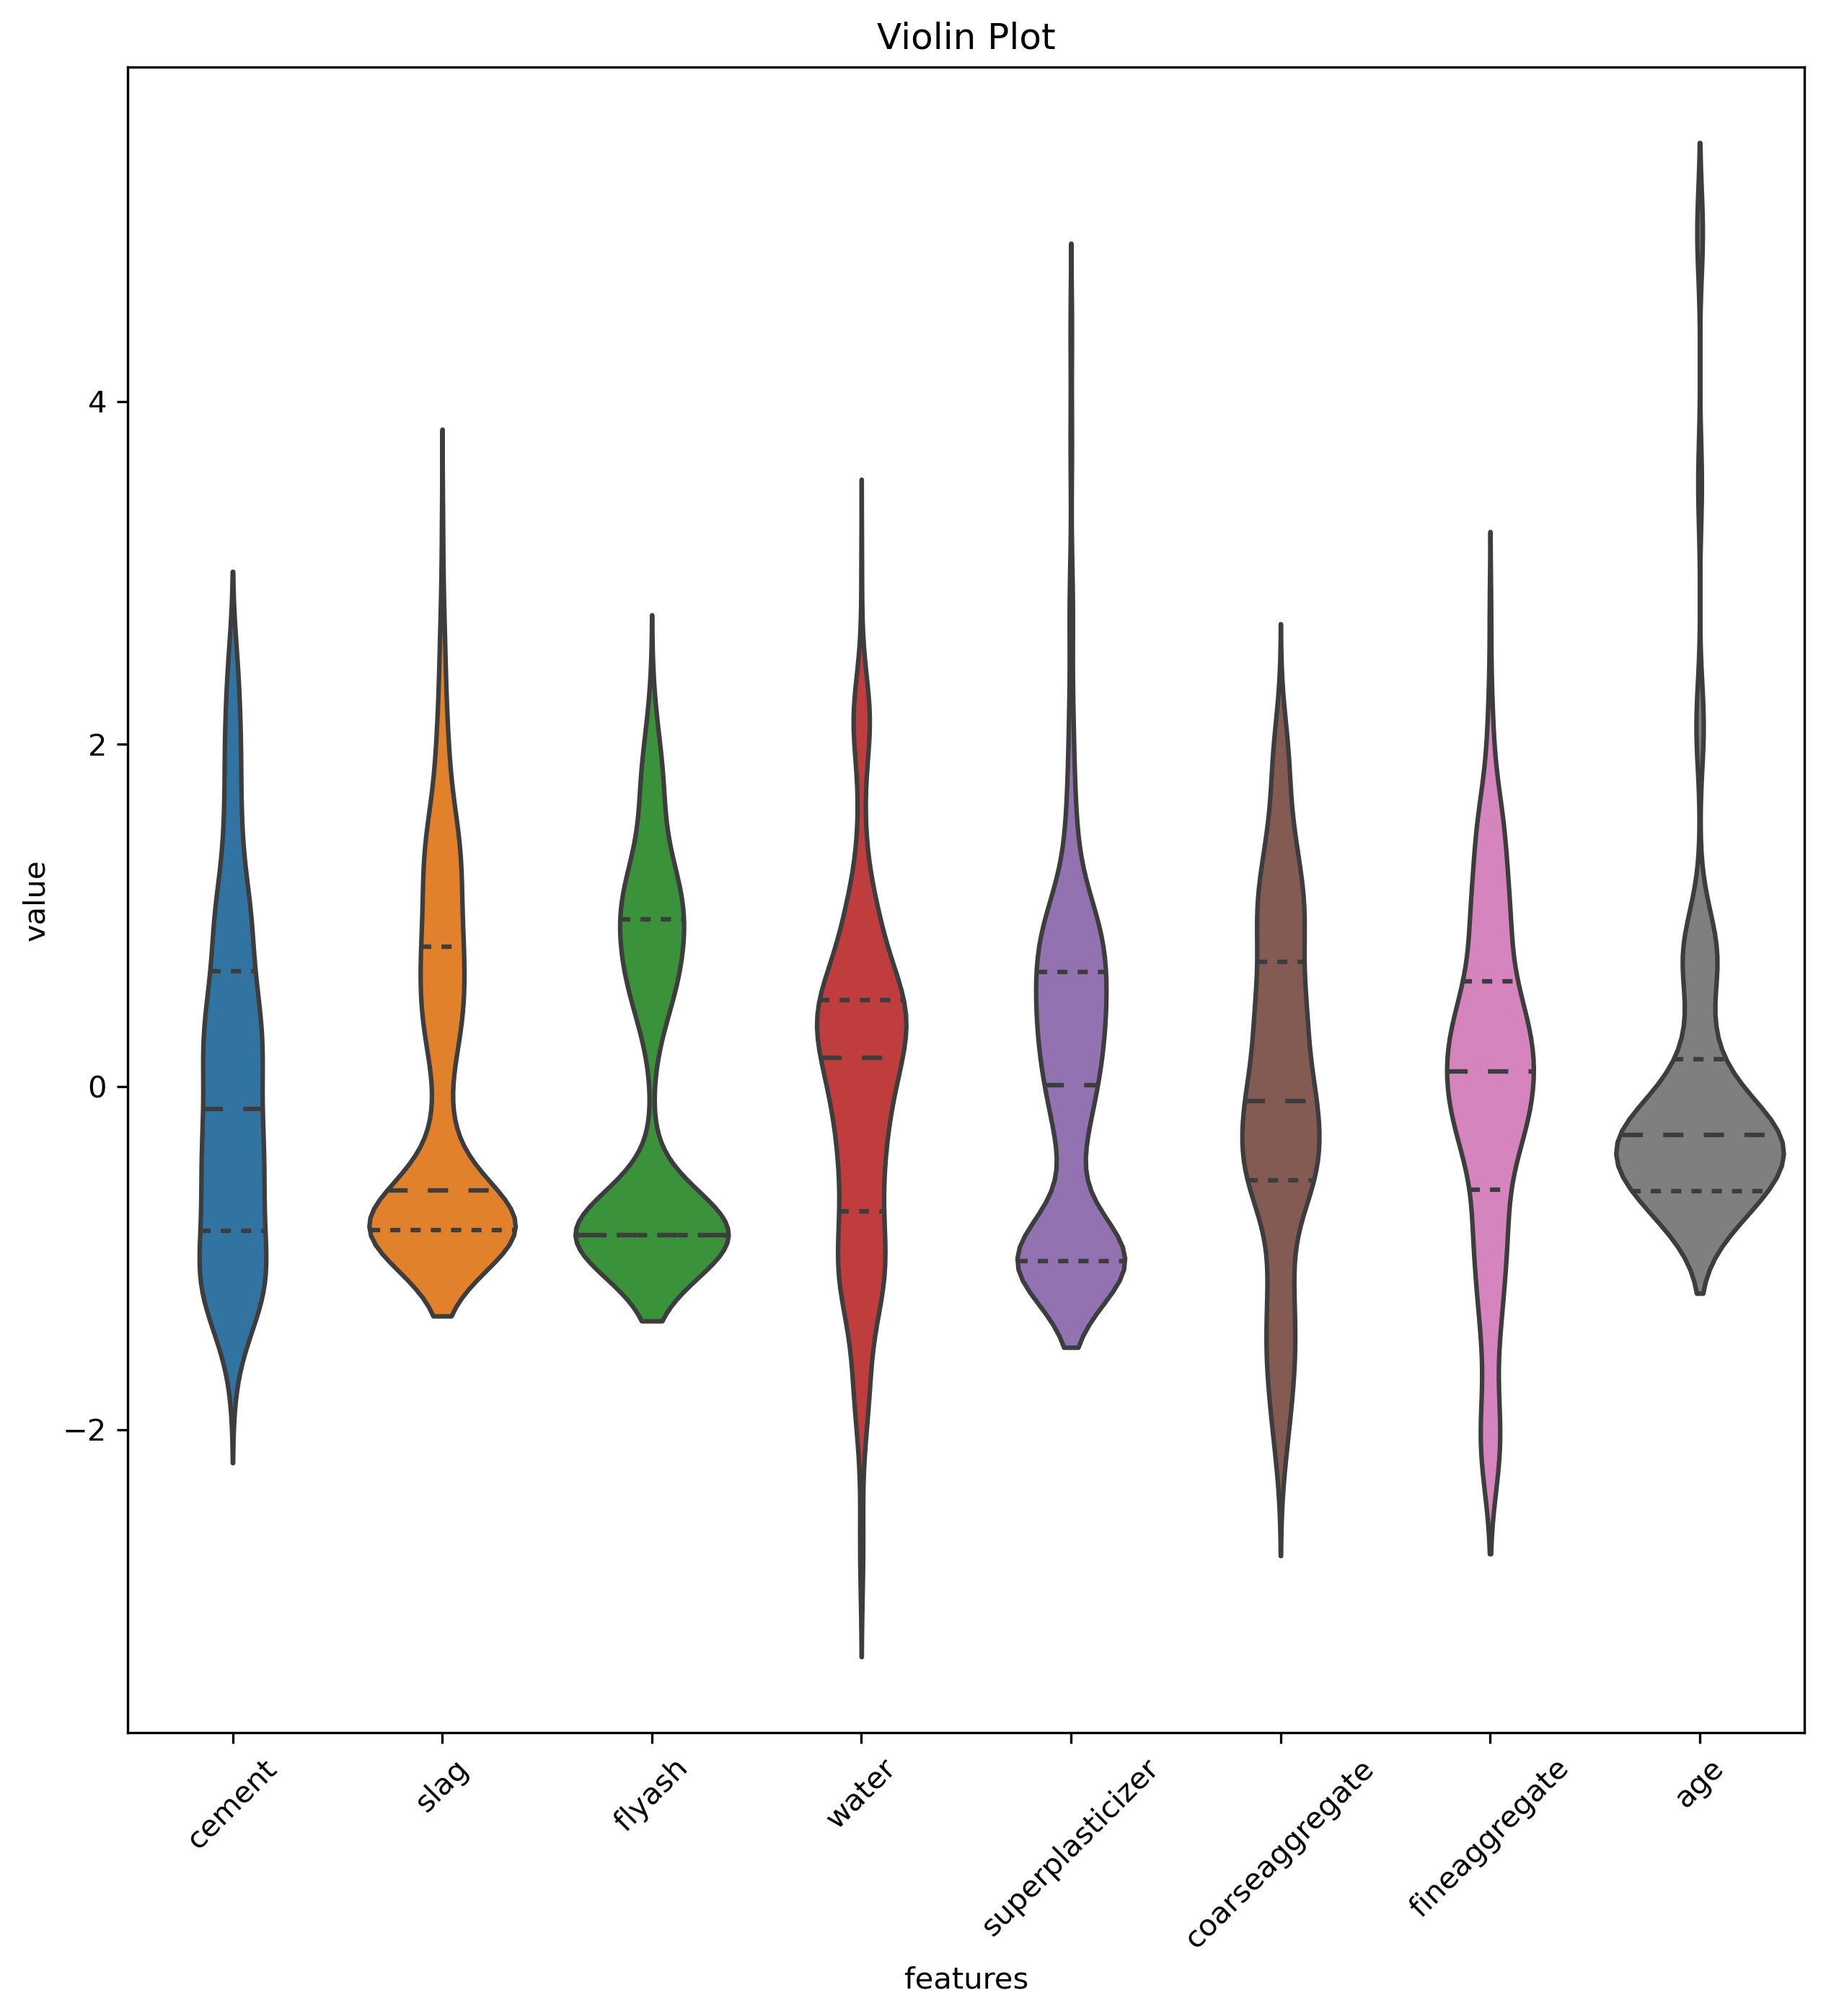 Violin Plot
value
4
2
0
−2
cement
slag
flyash
water
superplasticizer
coarseaggregate
fineaggregate
age
features